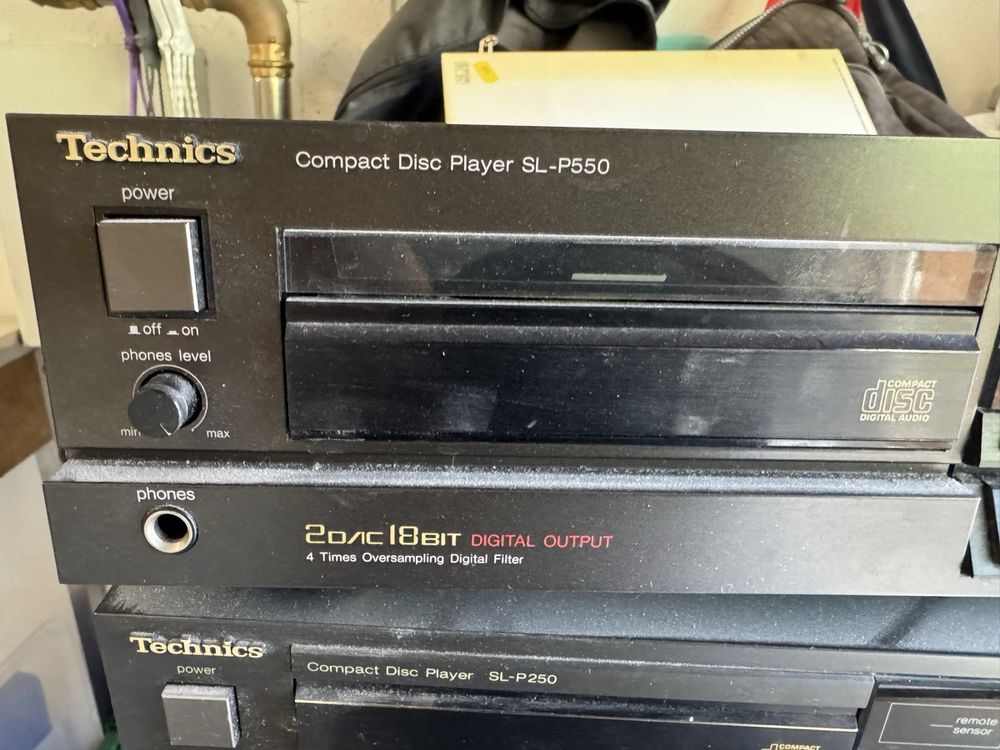 Technics
Compact Disc Player SL-P550
power
off on
phones level
min max
COMPACT
disc
DIGITAL AUDIO
phones
2D/AC 18BIT DIGITAL OUTPUT
4 Times Oversampling Digital Filter
Technics
Compact Disc Player SL-P250
power
remote
sensor
COMPACT